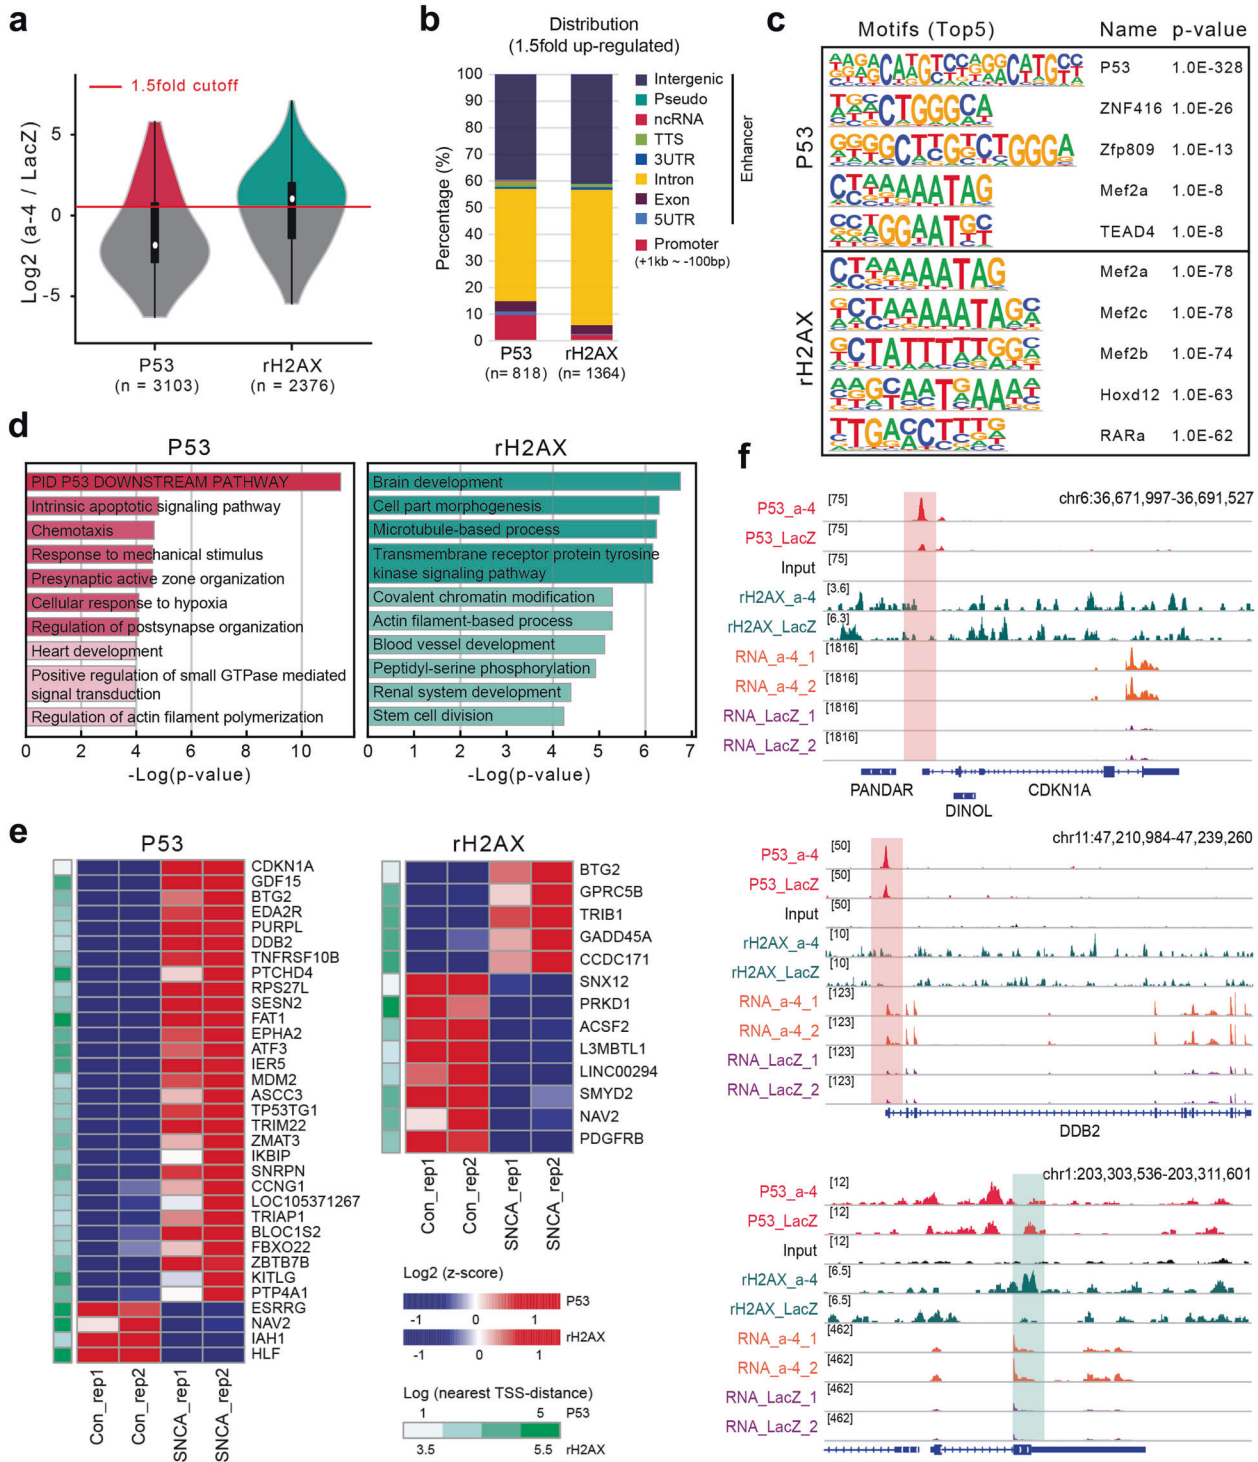 a
1.5fold cutoff
Log2 (a-4 / LacZ)
5
0
-5
P53
(n = 3103)
rH2AX
(n = 2376)
b
Distribution
(1.5fold up-regulated)
Percentage (%)
100
90
80
70
60
50
40
30
20
10
0
P53
(n= 818)
rH2AX
(n= 1364)
Intergenic
Pseudo
ncRNA
TTS
3UTR
Intron
Exon
5UTR
Promoter
(+1kb ~ -100bp)
Enhancer
c
Motifs (Top5) Name p-value
P53
P53 1.0E-328
ZNF416 1.0E-26
Zfp809 1.0E-13
Mef2a 1.0E-8
TEAD4 1.0E-8
rH2AX
Mef2a 1.0E-78
Mef2c 1.0E-78
Mef2b 1.0E-74
Hoxd12 1.0E-63
RARa 1.0E-62
d
P53
PID P53 DOWNSTREAM PATHWAY
Intrinsic apoptotic signaling pathway
Chemotaxis
Response to mechanical stimulus
Presynaptic active zone organization
Cellular response to hypoxia
Regulation of postsynapse organization
Heart development
Positive regulation of small GTPase mediated
signal transduction
Regulation of actin filament polymerization
0 2 4 6 8 10
-Log(p-value)
rH2AX
Brain development
Cell part morphogenesis
Microtubule-based process
Transmembrane receptor protein tyrosine
kinase signaling pathway
Covalent chromatin modification
Actin filament-based process
Blood vessel development
Peptidyl-serine phosphorylation
Renal system development
Stem cell division
0 1 2 3 4 5 6 7
-Log(p-value)
e
P53
CDKN1A
GDF15
BTG2
EDA2R
PURPL
DDB2
TNFRSF10B
PTCHD4
RPS27L
SESN2
FAT1
EPHA2
ATF3
IER5
MDM2
ASCC3
TP53TG1
TRIM22
ZMAT3
IKBIP
SNRPN
CCNG1
LOC105371267
TRIAP1
BLOC1S2
FBXO22
ZBTB7B
KITLG
PTP4A1
ESRRG
NAV2
IAH1
HLF
Con_rep1
Con_rep2
SNCA_rep1
SNCA_rep2
rH2AX
BTG2
GPRC5B
TRIB1
GADD45A
CCDC171
SNX12
PRKD1
ACSF2
L3MBTL1
LINC00294
SMYD2
NAV2
PDGFRB
Con_rep1
Con_rep2
SNCA_rep1
SNCA_rep2
Log2 (z-score)
P53
-1 0 1
rH2AX
-1 0 1
Log (nearest TSS-distance)
1 5 P53
3.5 5.5 rH2AX
f
chr6:36,671,997-36,691,527
P53_a-4 [75]
P53_LacZ [75]
Input [75]
rH2AX_a-4 [3.6]
rH2AX_LacZ [6.3]
RNA_a-4_1 [1816]
RNA_a-4_2 [1816]
RNA_LacZ_1 [1816]
RNA_LacZ_2 [1816]
PANDAR
DINOL
CDKN1A
chr11:47,210,984-47,239,260
P53_a-4 [50]
P53_LacZ [50]
Input [50]
rH2AX_a-4 [10]
rH2AX_LacZ [10]
RNA_a-4_1 [123]
RNA_a-4_2 [123]
RNA_LacZ_1 [123]
RNA_LacZ_2 [123]
DDB2
chr1:203,303,536-203,311,601
P53_a-4 [12]
P53_LacZ [12]
Input [12]
rH2AX_a-4 [6.5]
rH2AX_LacZ [6.5]
RNA_a-4_1 [462]
RNA_a-4_2 [462]
RNA_LacZ_1 [462]
RNA_LacZ_2 [462]